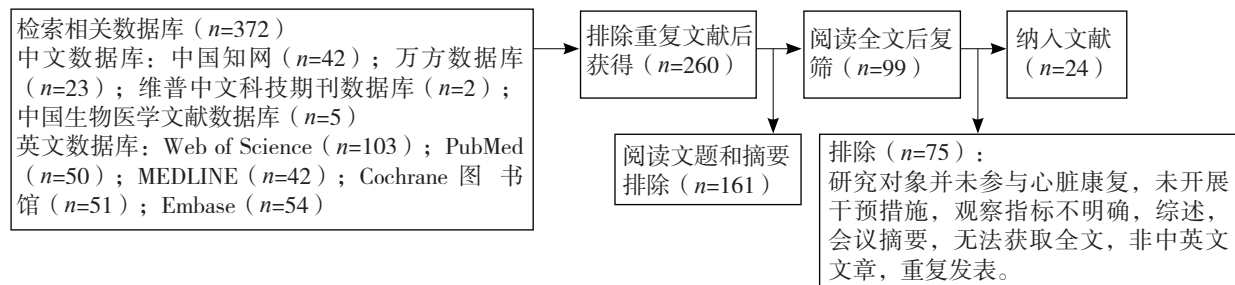 检索相关数据库（n=372）
中文数据库：中国知网（n=42）；万方数据库
（n=23）；维普中文科技期刊数据库（n=2）；
中国生物医学文献数据库（n=5）
英文数据库：Web of Science（n=103）；PubMed
（n=50）；MEDLINE（n=42）；Cochrane 图 书
馆（n=51）；Embase（n=54）
排除重复文献后
获得（n=260）
阅读全文后复
筛（n=99）
纳入文献
（n=24）
阅读文题和摘要
排除（n=161）
排除（n=75）：
研究对象并未参与心脏康复，未开展
干预措施，观察指标不明确，综述，
会议摘要，无法获取全文，非中英文
文章，重复发表。